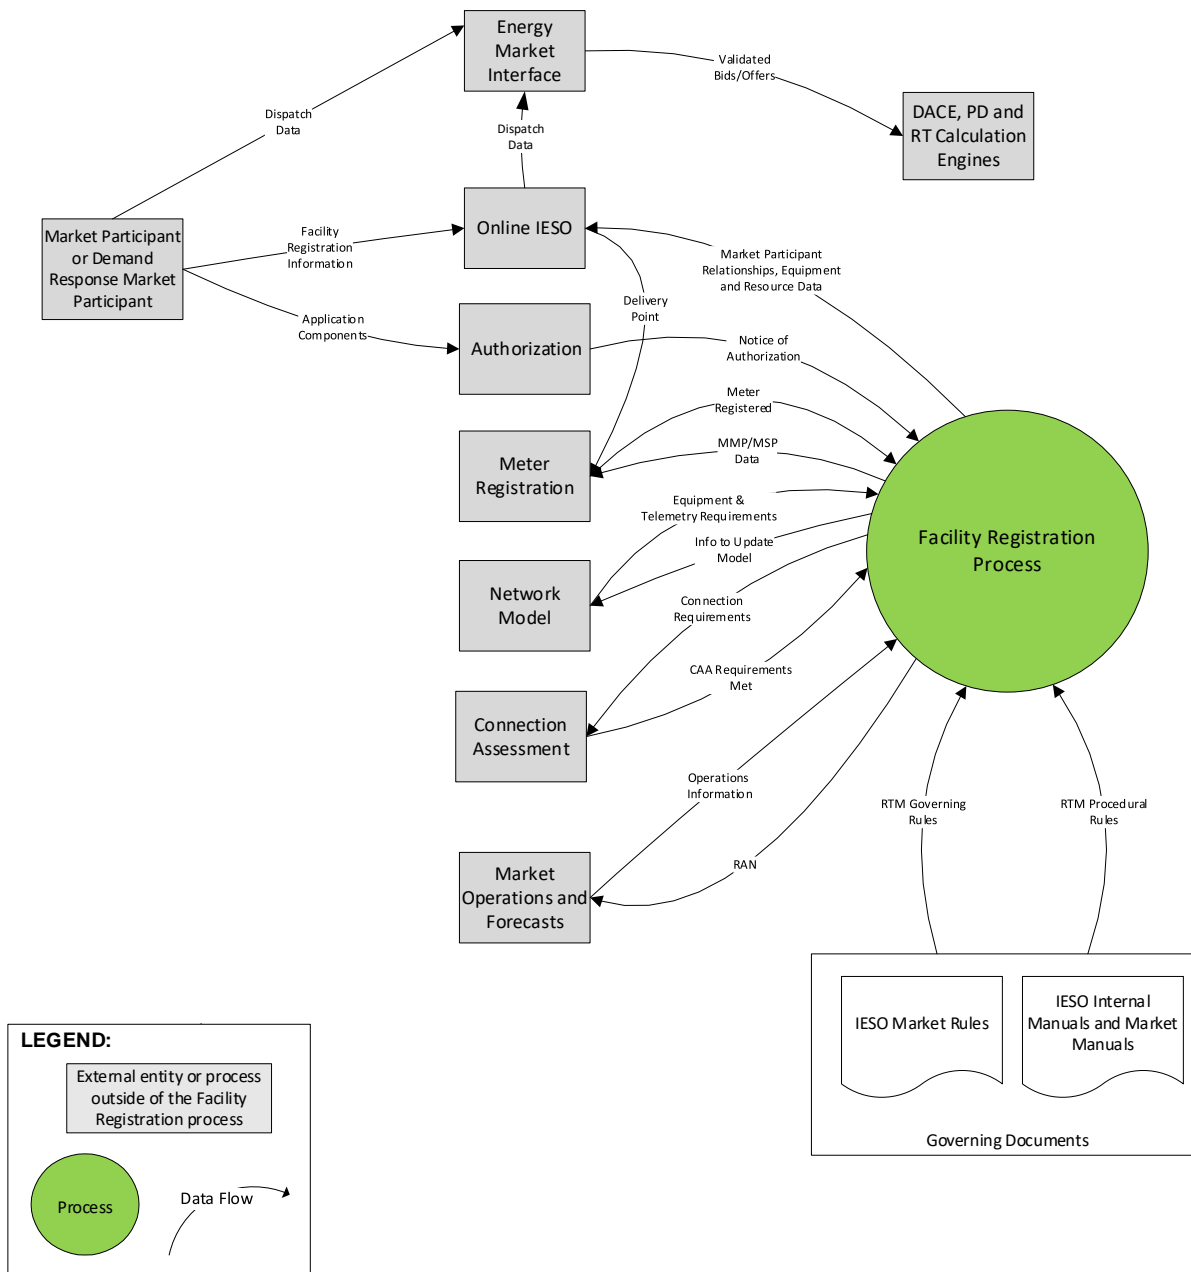 Energy
Market
Interface
Validated
Bids/Offers
DACE, PD and
RT Calculation
Engines
Dispatch
Data
Dispatch
Data
Market Participant
or Demand
Response Market
Participant
Facility
Registration
Information
Online IESO
Market Participant
Relationships, Equipment
and Resource Data
Delivery
Point
Application
Components
Authorization
Notice of
Authorization
Meter
Registered
MMP/MSP
Data
Meter
Registration
Equipment &
Telemetry Requirements
Info to Update
Model
Facility Registration
Process
Network
Model
Connection
Requirements
CAA Requirements
Met
Connection
Assessment
Operations
Information
RTM Governing
Rules
RTM Procedural
Rules
RAN
Market
Operations and
Forecasts
IESO Market Rules
IESO Internal
Manuals and Market
Manuals
Governing Documents
LEGEND:
External entity or process
outside of the Facility
Registration process
Process
Data Flow